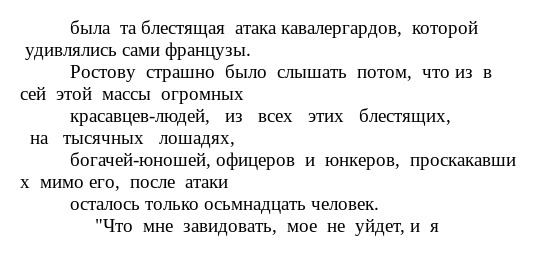 была та блестящая атака кавалергардов, которой
удивлялись сами французы.
Ростову страшно было слышать потом, что из в
сей этой массы огромных
красавцев-людей, из всех этих блестящих,
на тысячных лошадях,
богачей-юношей, офицеров и юнкеров, проскакавши
х мимо его, после атаки
осталось только осьмнадцать человек.
"Что мне завидовать, мое не уйдет, и я